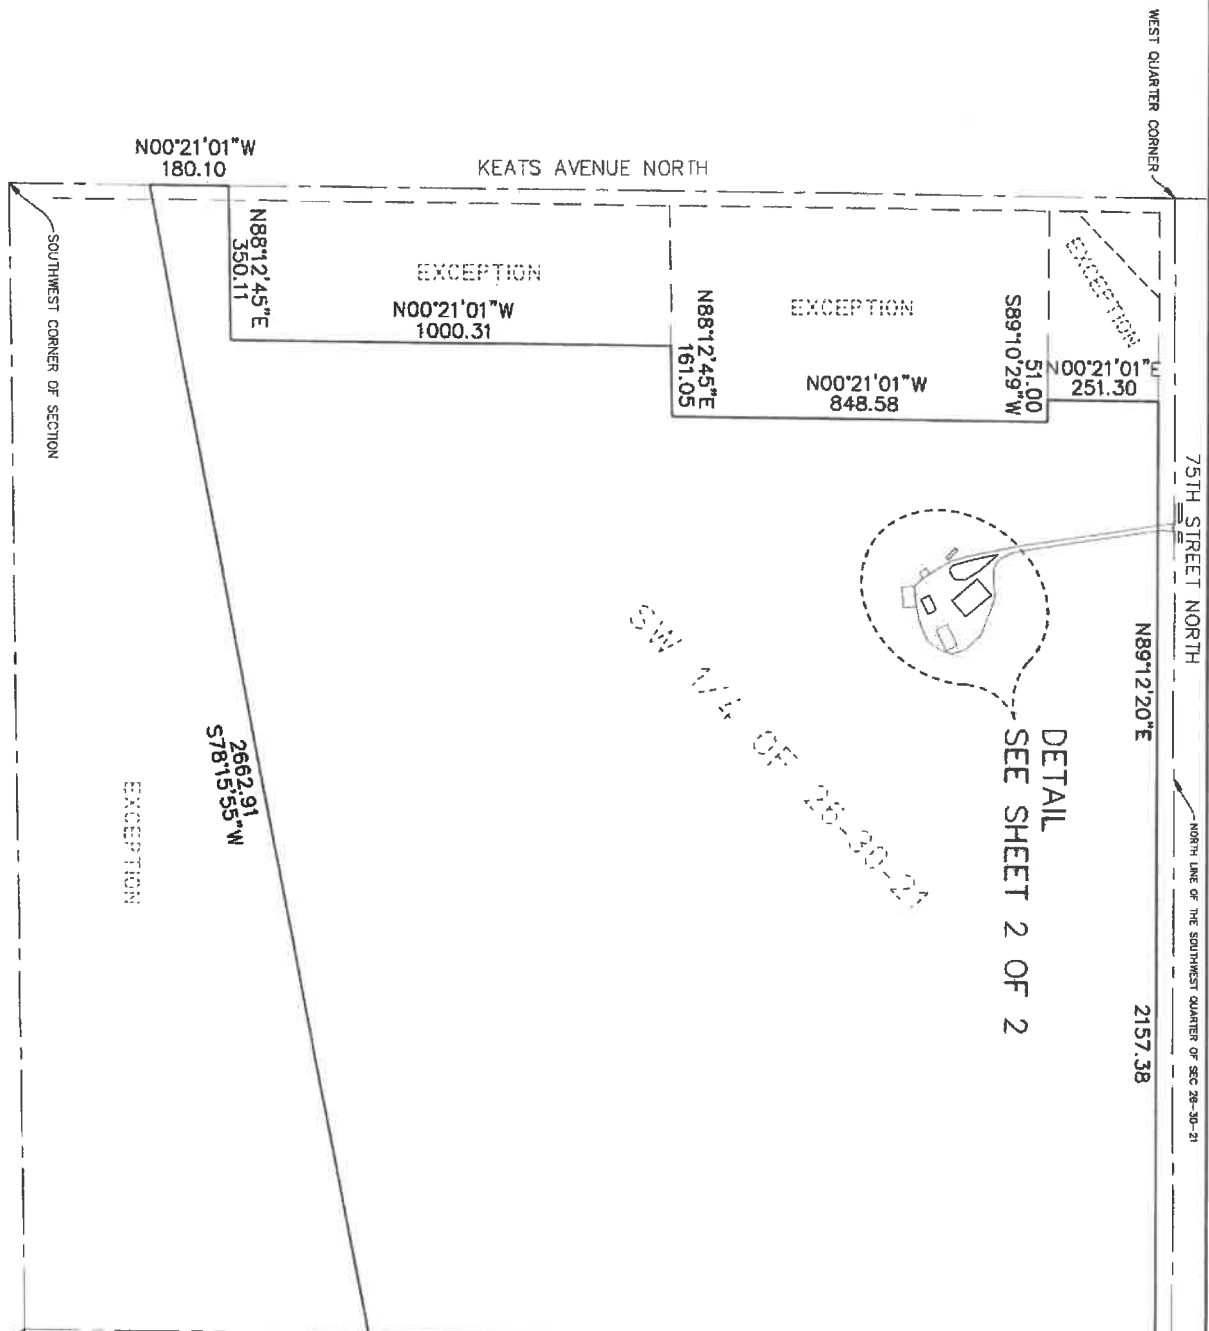 WEST QUARTER CORNER
N00°21'01"W
180.10
KEATS AVENUE NORTH
SOUTHWEST CORNER OF SECTION
N88°12'45"E
350.11
EXCEPTION
N00°21'01"W
1000.31
N88°12'45"E
161.05
EXCEPTION
N00°21'01"W
848.58
51.00
S89°10'29"W
EXCEPTION
N00°21'01"E
251.30
75TH STREET NORTH
N89°12'20"E
2157.38
NORTH LINE OF THE SOUTHWEST QUARTER OF SEC 26-30-21
DETAIL
SEE SHEET 2 OF 2
SW 1/4 OF 26-30-21
2662.91
S78°15'55"W
EXCEPTION